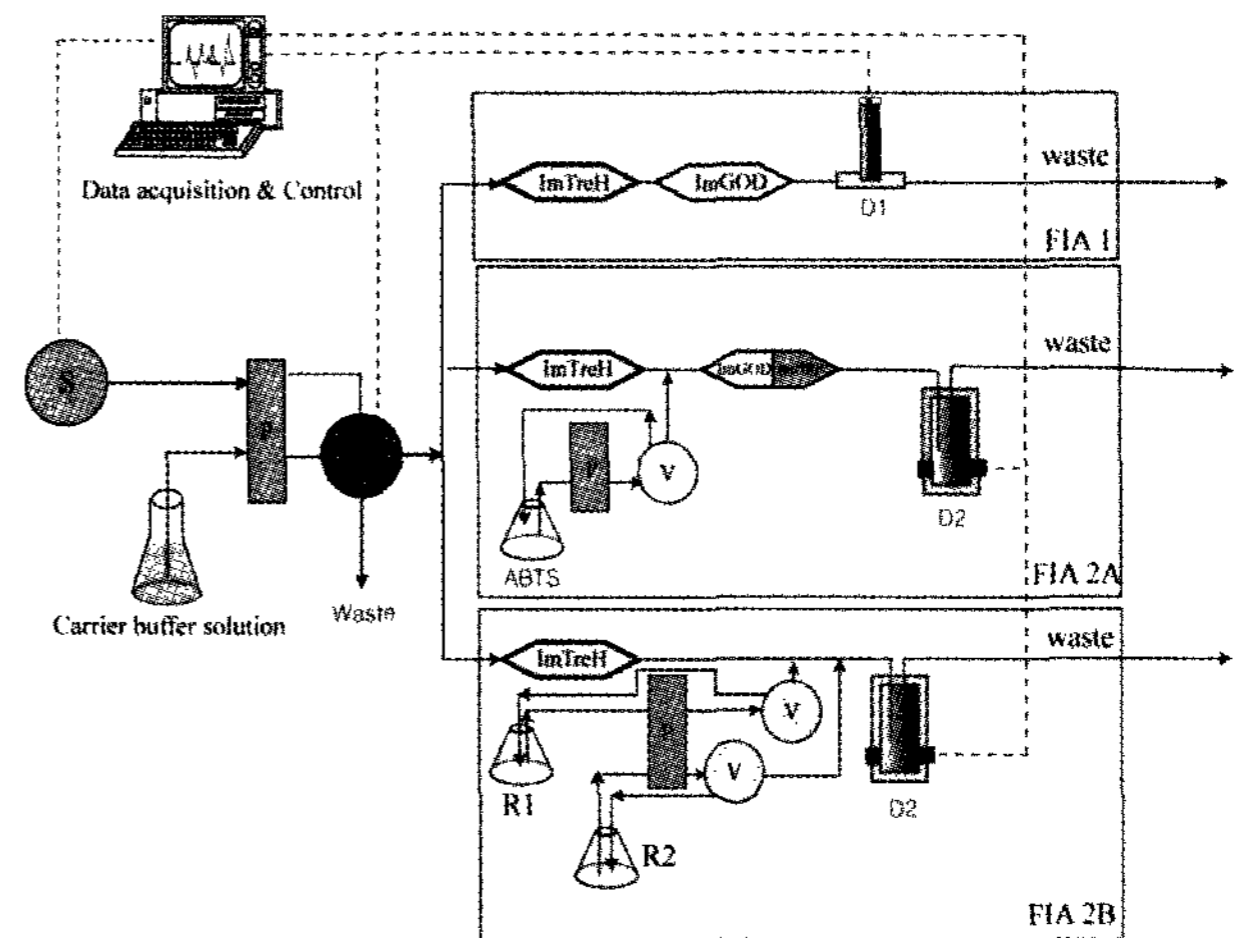 Data acquisition & Control
S
P
Carrier buffer solution
Waste
ImTreH
ImGOD
D1
waste
FIA 1
ImTreH
ImGOD
waste
P
V
ABTS
D2
FIA 2A
ImTreH
waste
V
P
V
R1
R2
D2
FIA 2B